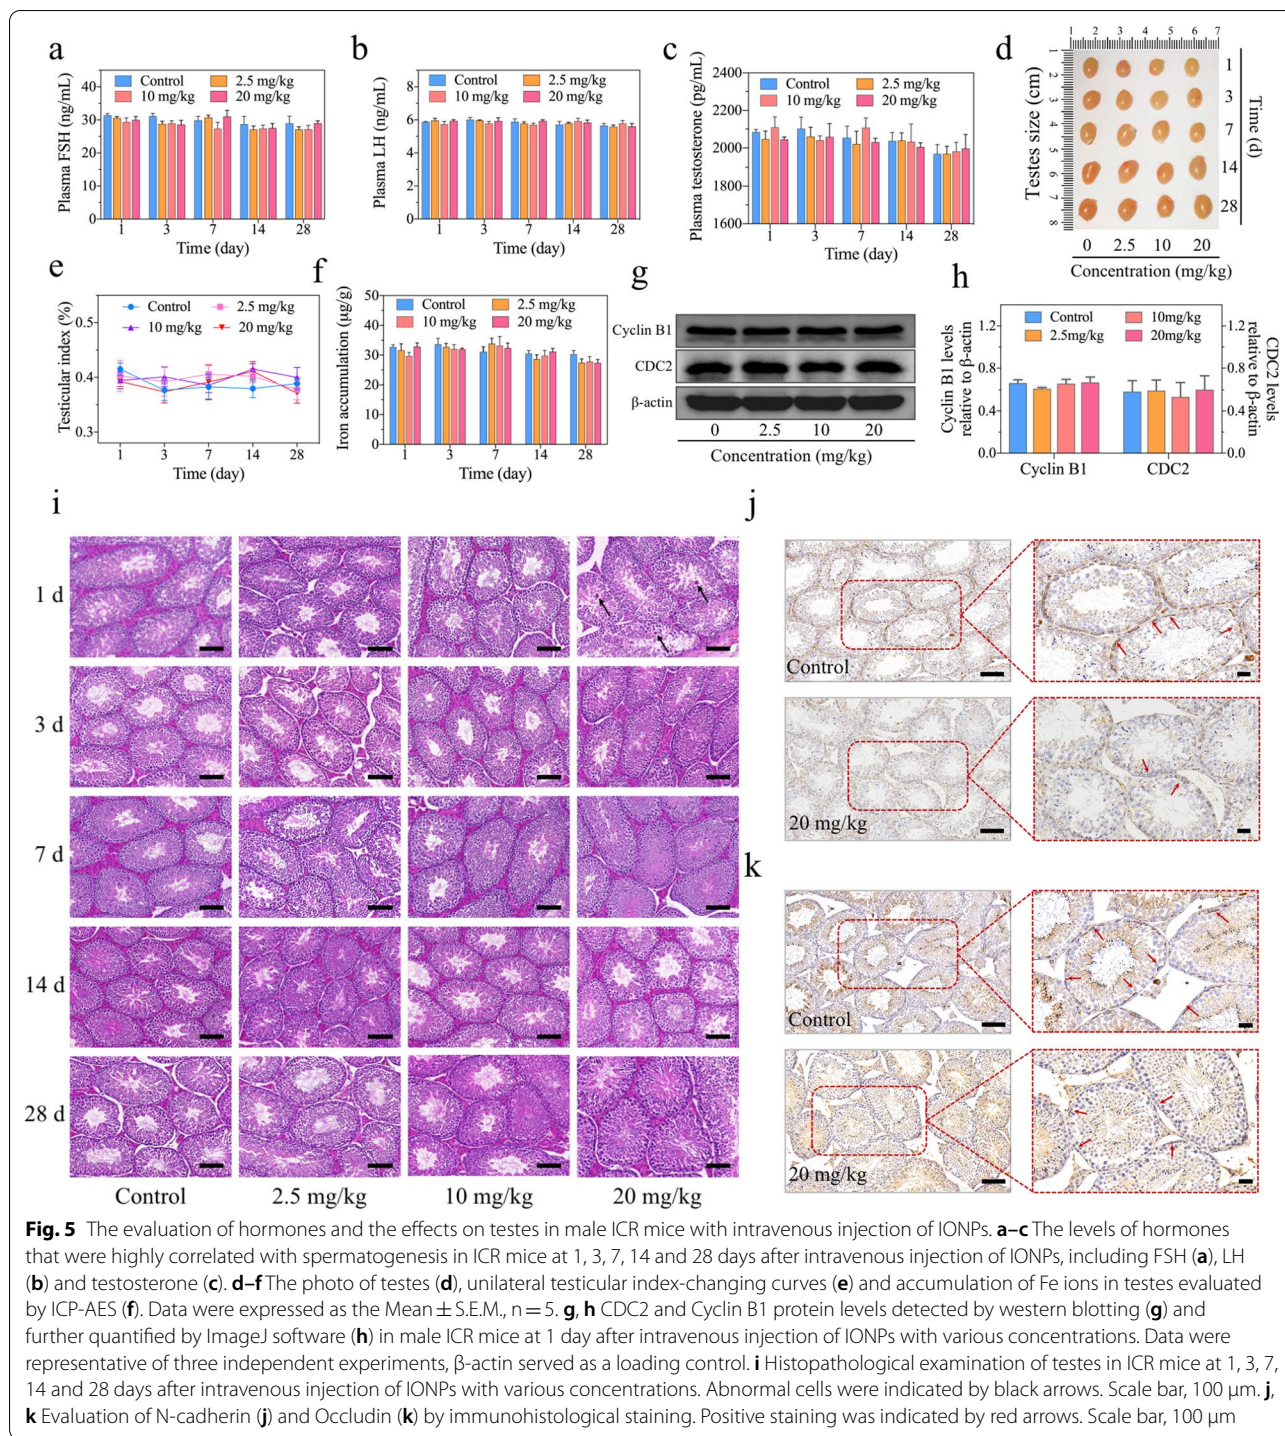 a
Control
2.5 mg/kg
10 mg/kg
20 mg/kg
Plasma FSH (ng/mL)
40
30
20
10
0
1 3 7 14 28
Time (day)
b
Control
2.5 mg/kg
10 mg/kg
20 mg/kg
Plasma LH (ng/mL)
8
6
4
2
0
1 3 7 14 28
Time (day)
c
Control
2.5 mg/kg
10 mg/kg
20 mg/kg
Plasma testosterone (pg/mL)
2400
2200
2000
1800
1600
1 3 7 14 28
Time (day)
d
1 2 3 4 5 6 7
1
2
3
4
5
6
7
8
Testes size (cm)
1
3
7
14
28
Time (d)
0 2.5 10 20
Concentration (mg/kg)
e
Control
2.5 mg/kg
10 mg/kg
20 mg/kg
Testicular index (%)
0.5
0.4
0.3
1 3 7 14 28
Time (day)
f
Control
2.5 mg/kg
10 mg/kg
20 mg/kg
Iron accumulation (μg/g)
50
40
30
20
10
0
1 3 7 14 28
Time (day)
g
Cyclin B1
CDC2
β-actin
0 2.5 10 20
Concentration (mg/kg)
h
Control
10mg/kg
2.5mg/kg
20mg/kg
Cyclin B1 levels
relative to β-actin
1.2
0.8
0.4
0.0
1.2
0.8
0.4
0.0
CDC2 levels
relative to β-actin
Cyclin B1 CDC2
i
1 d
3 d
7 d
14 d
28 d
Control 2.5 mg/kg 10 mg/kg 20 mg/kg
j
Control
20 mg/kg
k
Control
20 mg/kg
Fig. 5 The evaluation of hormones and the effects on testes in male ICR mice with intravenous injection of IONPs. a–c The levels of hormones
that were highly correlated with spermatogenesis in ICR mice at 1, 3, 7, 14 and 28 days after intravenous injection of IONPs, including FSH (a), LH
(b) and testosterone (c). d–f The photo of testes (d), unilateral testicular index-changing curves (e) and accumulation of Fe ions in testes evaluated
by ICP-AES (f). Data were expressed as the Mean ± S.E.M., n = 5. g, h CDC2 and Cyclin B1 protein levels detected by western blotting (g) and
further quantified by ImageJ software (h) in male ICR mice at 1 day after intravenous injection of IONPs with various concentrations. Data were
representative of three independent experiments, β-actin served as a loading control. i Histopathological examination of testes in ICR mice at 1, 3, 7,
14 and 28 days after intravenous injection of IONPs with various concentrations. Abnormal cells were indicated by black arrows. Scale bar, 100 μm. j,
k Evaluation of N-cadherin (j) and Occludin (k) by immunohistological staining. Positive staining was indicated by red arrows. Scale bar, 100 μm